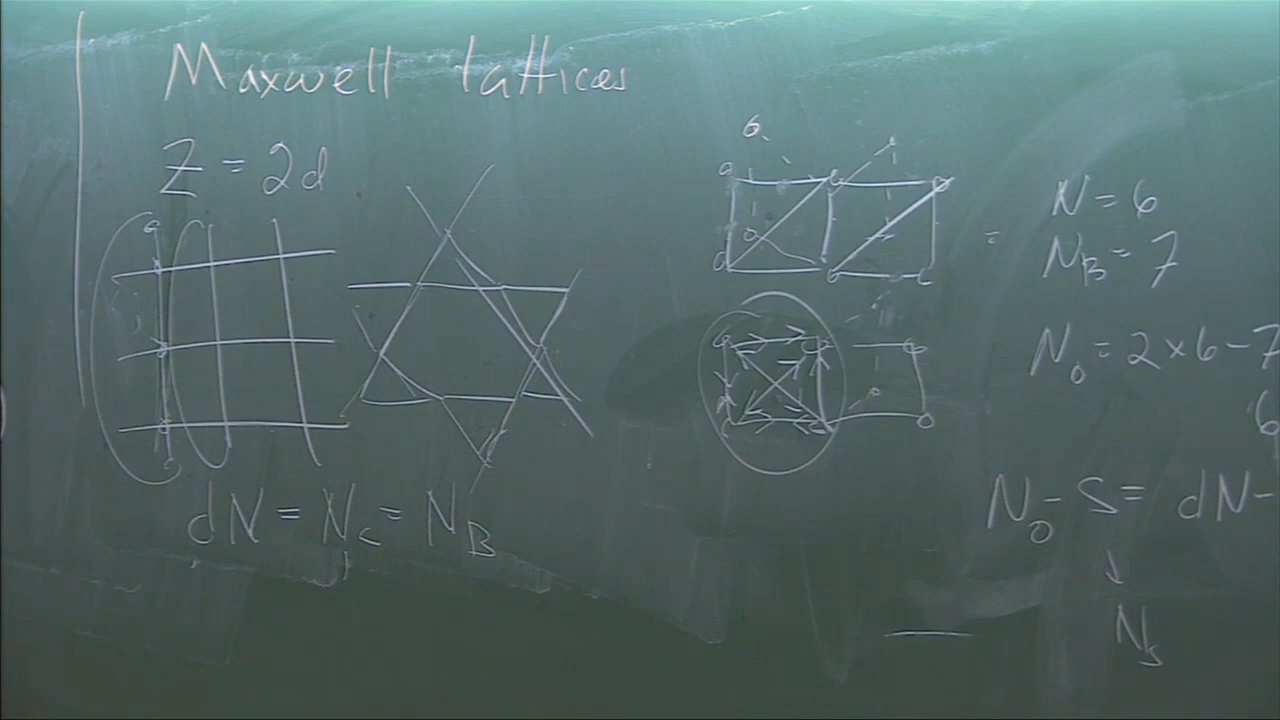 Maxwell lattices
Z = 2d
dN = N_c = N_B
N = 6
N_B = 7
N_0 = 2×6-7
6
N_0 - S = dN-
↓
N_s